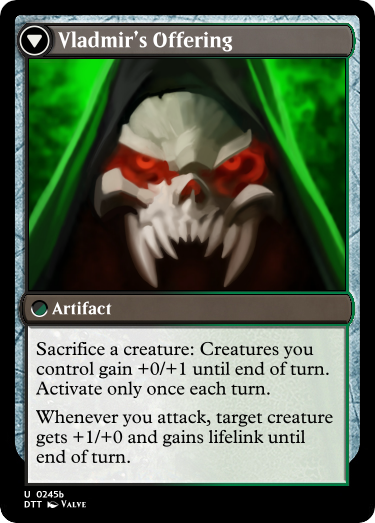 Vladmir's Offering
Artifact
Sacrifice a creature: Creatures you
control gain +0/+1 until end of turn.
Activate only once each turn.
Whenever you attack, target creature
gets +1/+0 and gains lifelink until
end of turn.
U 0245b
DTT Valve